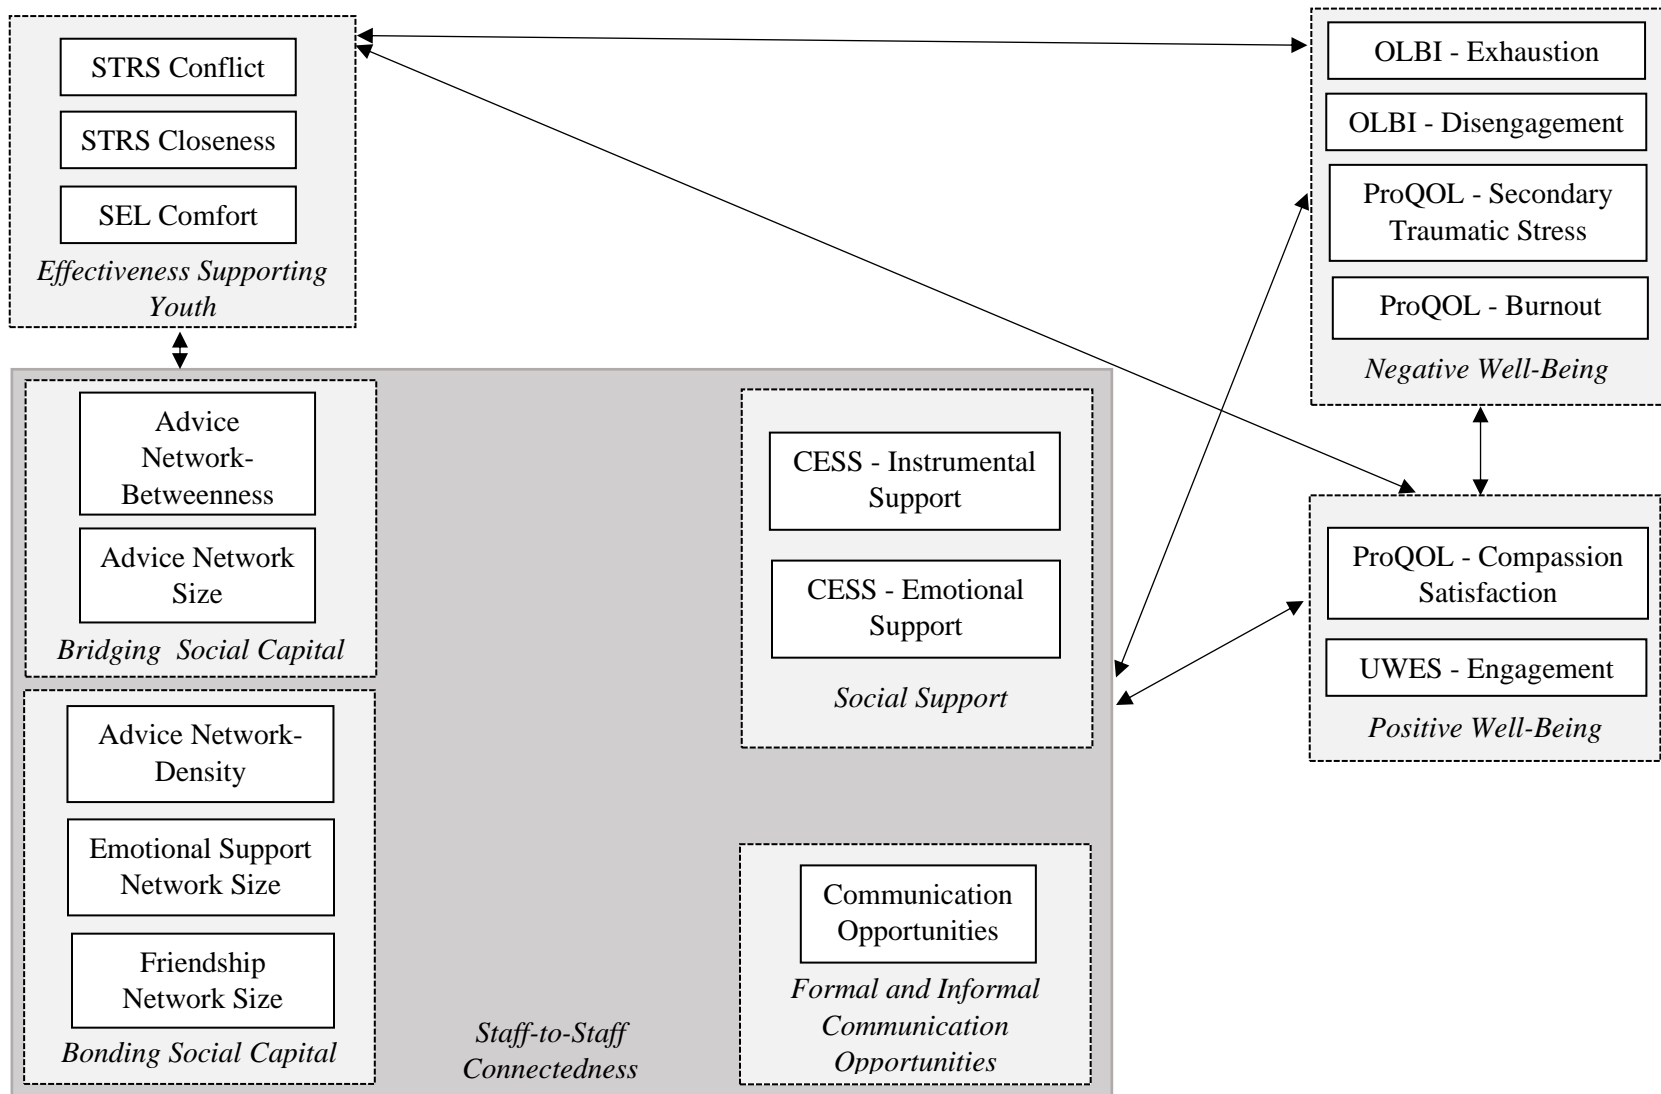 STRS Conflict
STRS Closeness
SEL Comfort
Effectiveness Supporting
Youth
OLBI - Exhaustion
OLBI - Disengagement
ProQOL - Secondary
Traumatic Stress
ProQOL - Burnout
Negative Well-Being
Advice
Network-
Betweenness
Advice Network
Size
Bridging  Social Capital
CESS - Instrumental
Support
CESS - Emotional
Support
Social Support
ProQOL - Compassion
Satisfaction
UWES - Engagement
Positive Well-Being
Advice Network-
Density
Emotional Support
Network Size
Friendship
Network Size
Bonding Social Capital
Communication
Opportunities
Formal and Informal
Communication
Opportunities
Staff-to-Staff
Connectedness